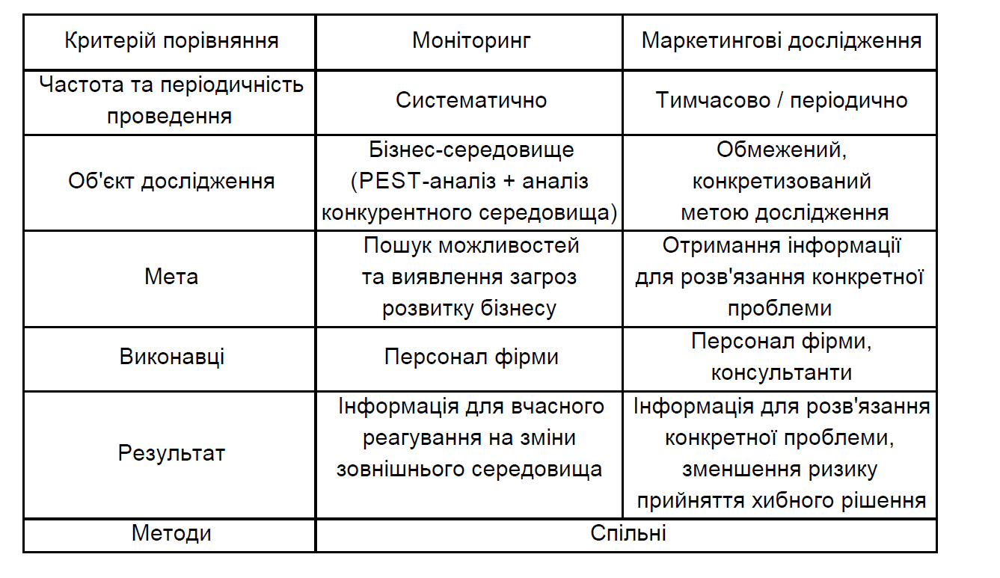 Критерій порівняння
Моніторинг
Маркетингові дослідження
Частота та періодичність
проведення
Систематично
Тимчасово / періодично
Об'єкт дослідження
Бізнес-середовище
(PEST-аналіз + аналіз
конкурентного середовища)
Обмежений,
конкретизований
метою дослідження
Мета
Пошук можливостей
та виявлення загроз
розвитку бізнесу
Отримання інформації
для розв'язання конкретної
проблеми
Виконавці
Персонал фірми
Персонал фірми,
консультанти
Результат
Інформація для вчасного
реагування на зміни
зовнішнього середовища
Інформація для розв'язання
конкретної проблеми,
зменшення ризику
прийняття хибного рішення
Методи
Спільні